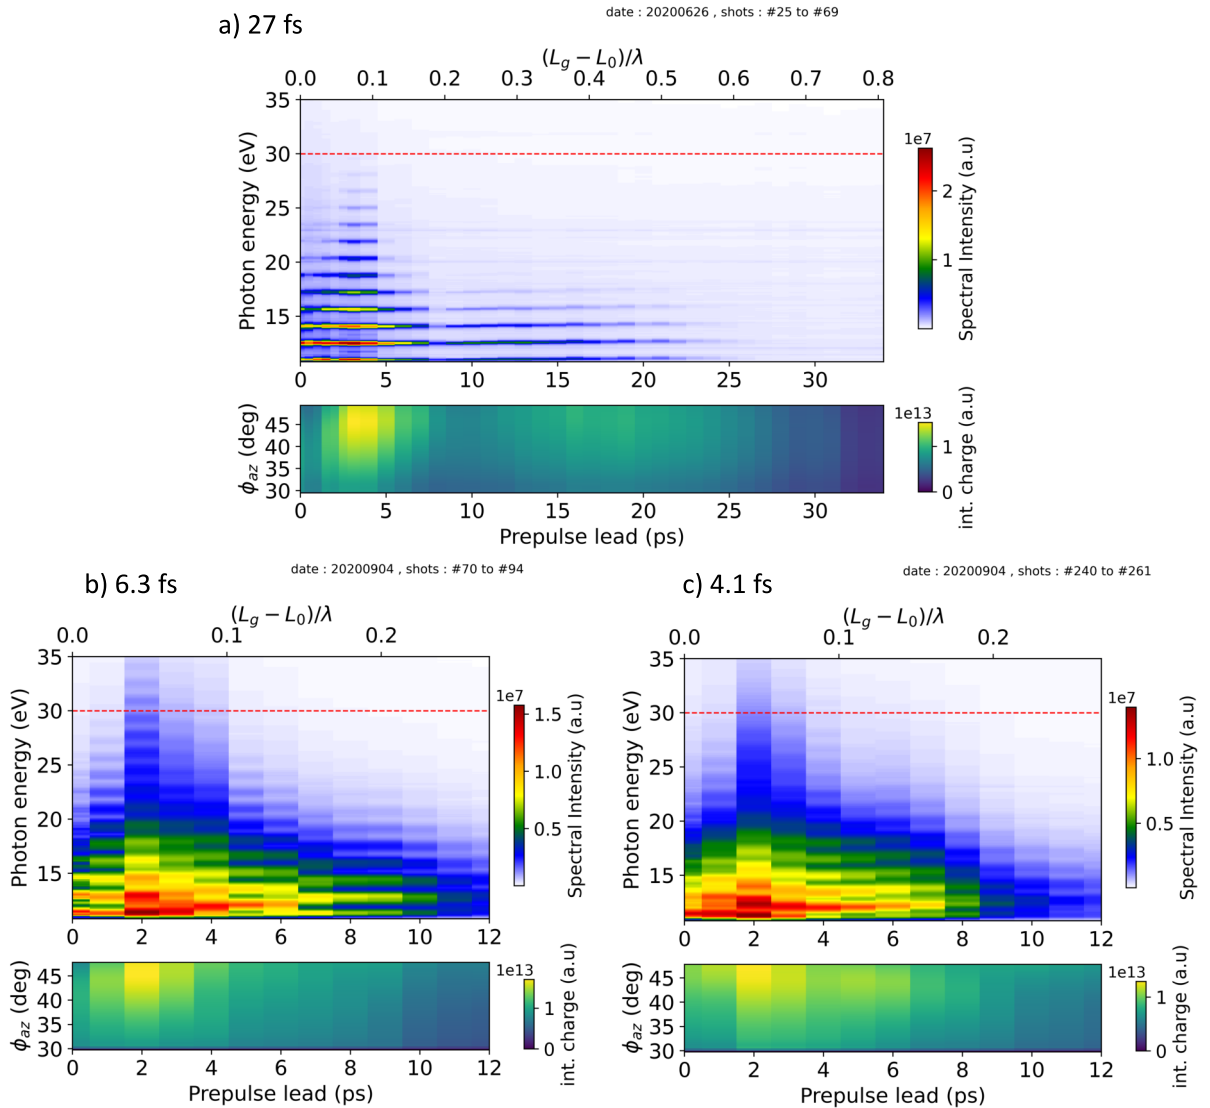 a) 27 fs
date : 20200626 , shots : #25 to #69
(L_g − L_0)/λ
0.0 0.1 0.2 0.3 0.4 0.5 0.6 0.7 0.8
Photon energy (eV)
35
30
25
20
15
0 5 10 15 20 25 30
1e7
2
1
Spectral Intensity (a.u)
ϕ_az (deg)
45
40
35
30
0 5 10 15 20 25 30
Prepulse lead (ps)
1e13
1
0
int. charge (a.u)
b) 6.3 fs
date : 20200904 , shots : #70 to #94
(L_g − L_0)/λ
0.0 0.1 0.2
Photon energy (eV)
35
30
25
20
15
0 2 4 6 8 10 12
1e7
1.5
1.0
0.5
Spectral Intensity (a.u)
ϕ_az (deg)
45
40
35
30
0 2 4 6 8 10 12
Prepulse lead (ps)
1e13
1
0
int. charge (a.u)
c) 4.1 fs
date : 20200904 , shots : #240 to #261
(L_g − L_0)/λ
0.0 0.1 0.2
Photon energy (eV)
35
30
25
20
15
0 2 4 6 8 10 12
1e7
1.0
0.5
Spectral Intensity (a.u)
ϕ_az (deg)
45
40
35
30
0 2 4 6 8 10 12
Prepulse lead (ps)
1e13
1
0
int. charge (a.u)